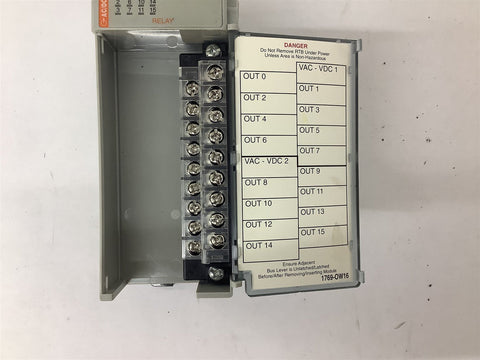 AC/DC
RELAY
DANGER
Do Not Remove RTB Under Power
Unless Area is Non-Hazardous
VAC - VDC 1
OUT 0
OUT 1
OUT 2
OUT 3
OUT 4
OUT 5
OUT 6
OUT 7
VAC - VDC 2
OUT 9
OUT 8
OUT 11
OUT 10
OUT 13
OUT 12
OUT 15
OUT 14
Ensure Adjacent
Bus Lever is Unlatched/Latched
Before/After Removing/Inserting Module
1769-OW16